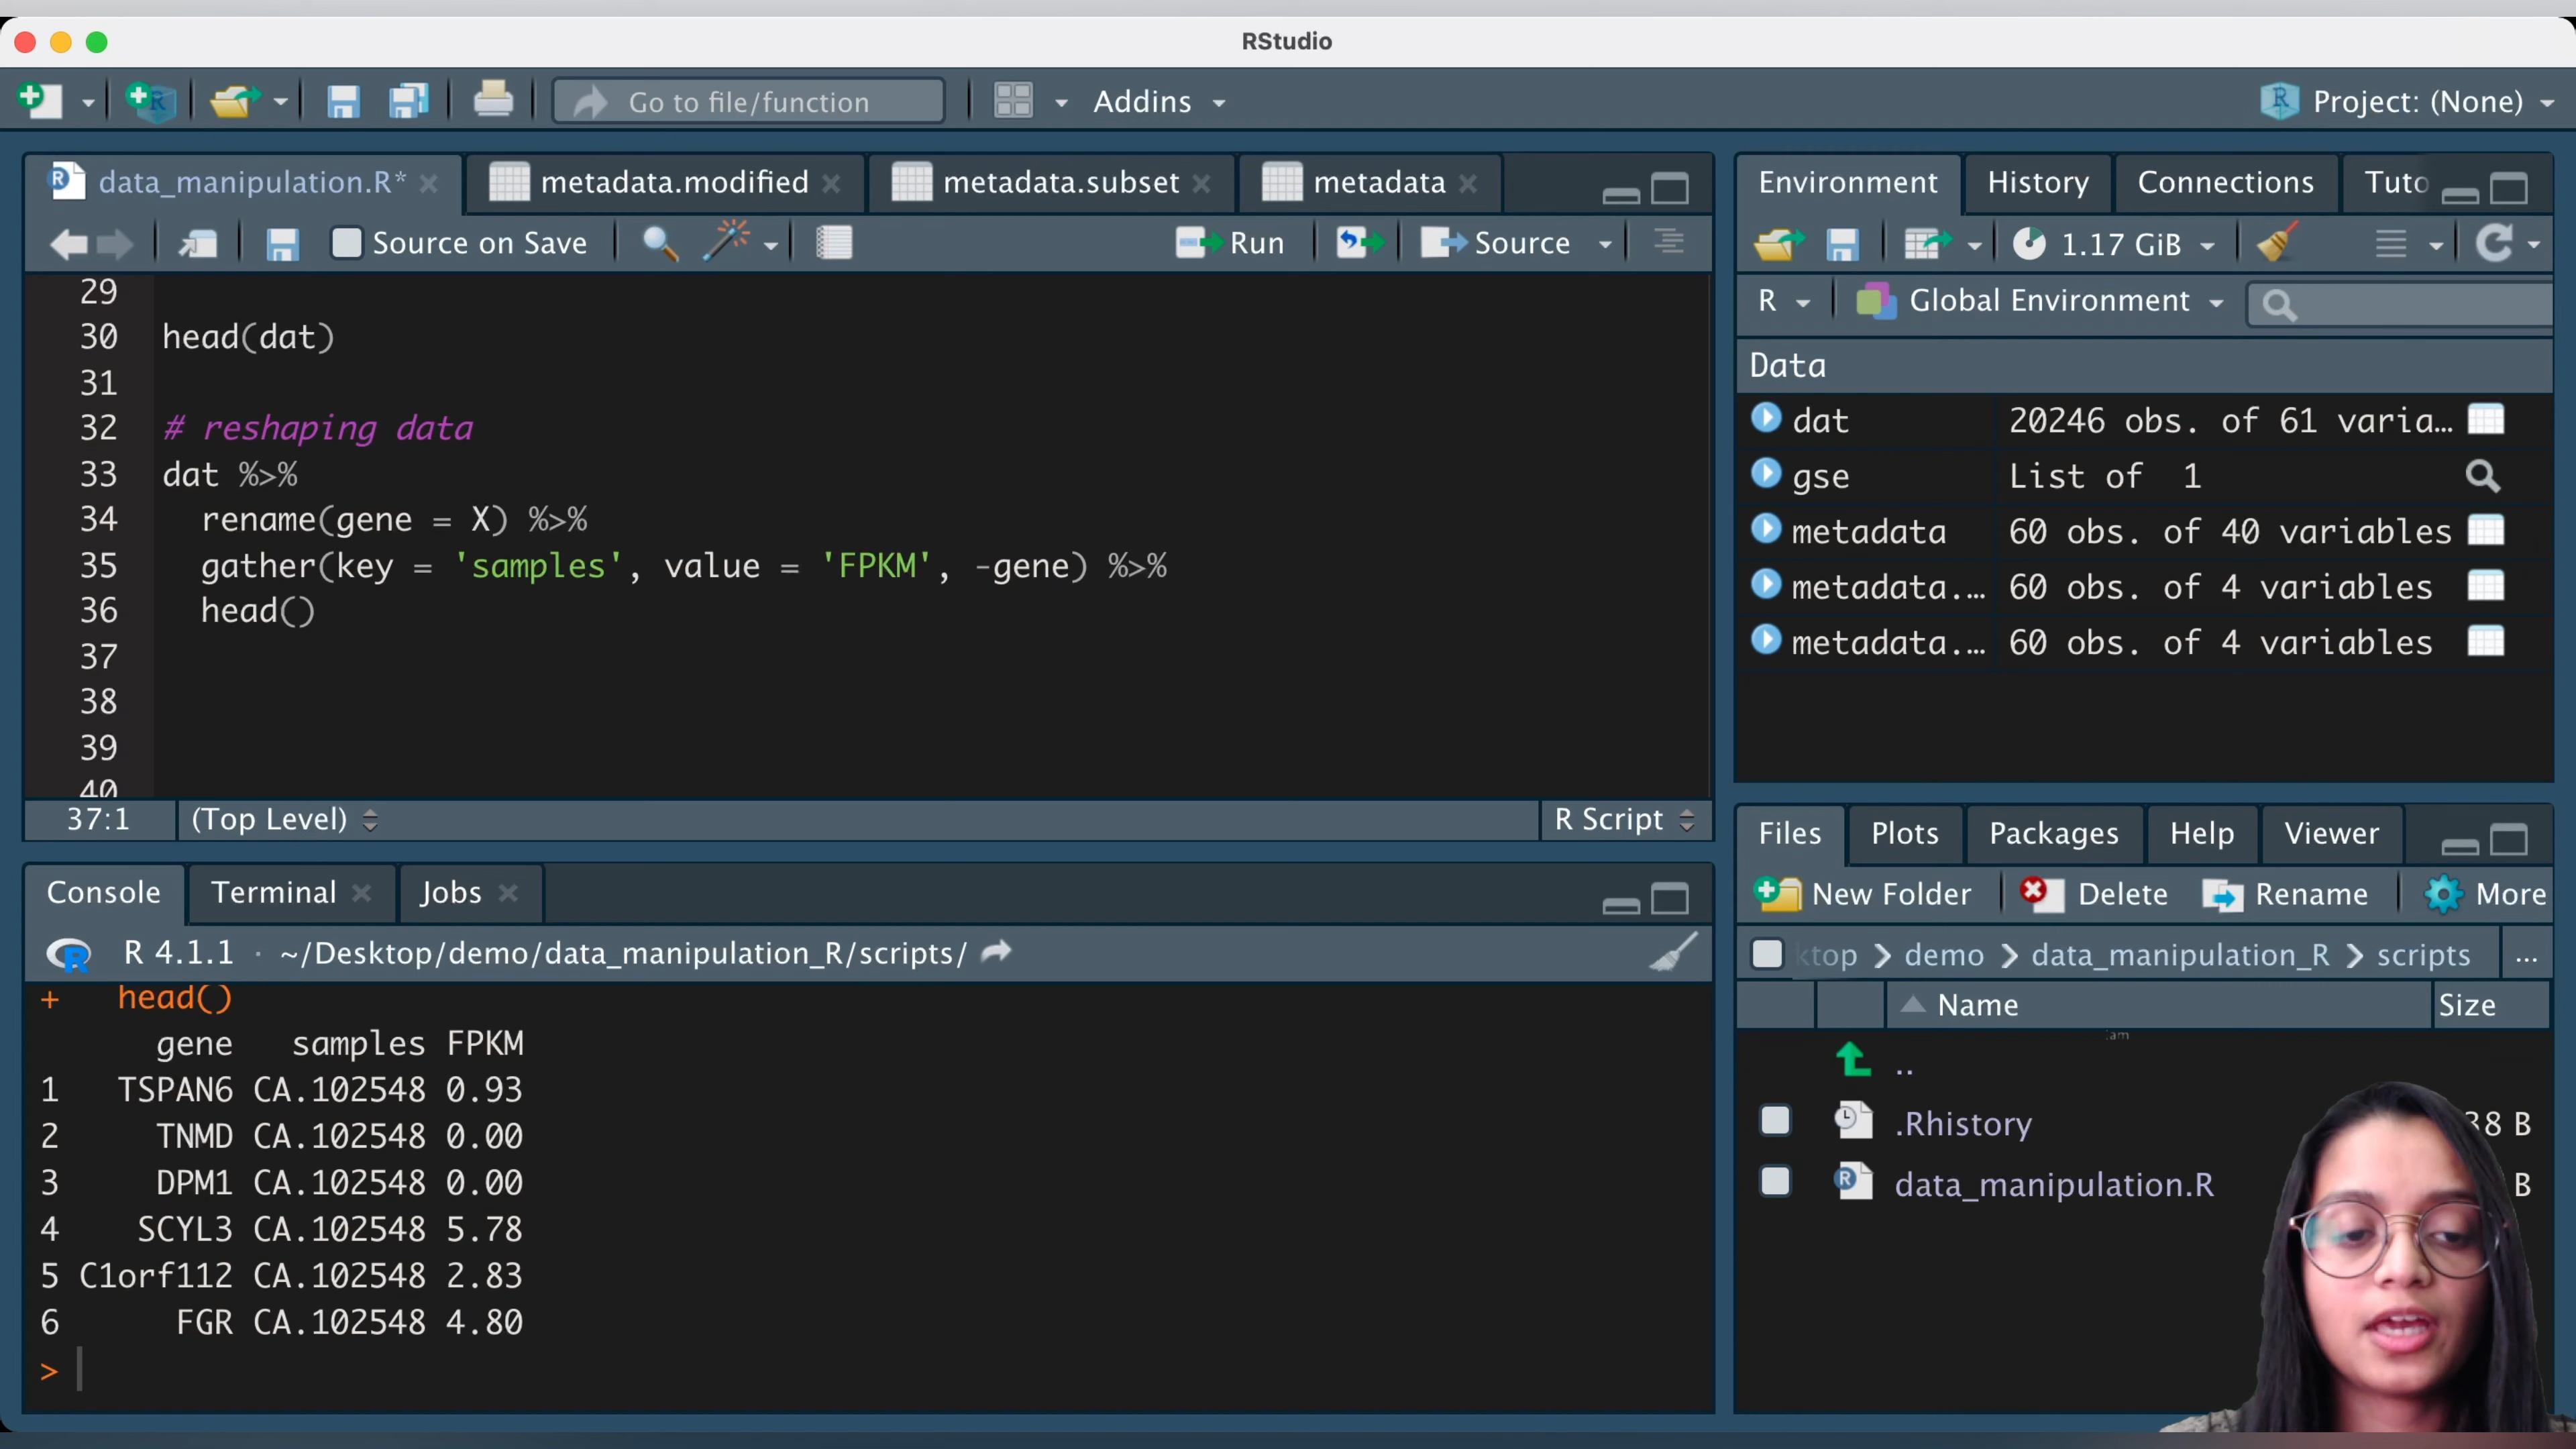 RStudio
Go to file/function
Addins
Project: (None)
data_manipulation.R*
metadata.modified
metadata.subset
metadata
Source on Save
Run
Source
29
30 head(dat)
31
32 # reshaping data
33 dat %>%
34 rename(gene = X) %>%
35 gather(key = 'samples', value = 'FPKM', -gene) %>%
36 head()
37
38
39
40
37:1 (Top Level) R Script
Environment History Connections Tuto
1.17 GiB
R Global Environment
Data
dat 20246 obs. of 61 varia…
gse List of 1
metadata 60 obs. of 40 variables
metadata.… 60 obs. of 4 variables
metadata.… 60 obs. of 4 variables
Console Terminal Jobs
R 4.1.1 · ~/Desktop/demo/data_manipulation_R/scripts/
+ head()
gene samples FPKM
1 TSPAN6 CA.102548 0.93
2 TNMD CA.102548 0.00
3 DPM1 CA.102548 0.00
4 SCYL3 CA.102548 5.78
5 C1orf112 CA.102548 2.83
6 FGR CA.102548 4.80
>
Files Plots Packages Help Viewer
New Folder Delete Rename More
ktop demo data_manipulation_R scripts ...
Name Size
..
.Rhistory 38 B
data_manipulation.R B